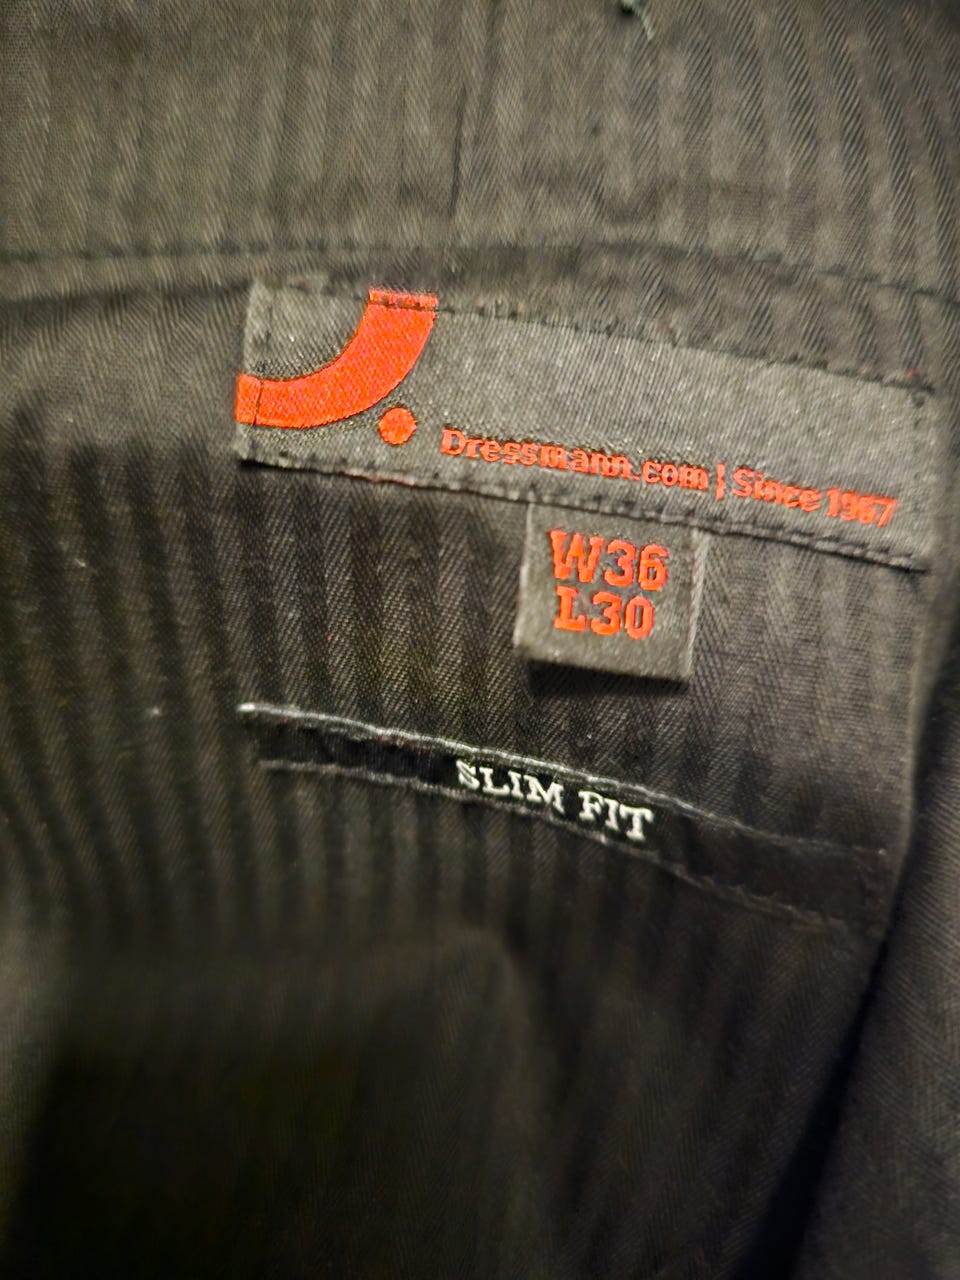 Dressmann.com | Since 1967
W36
L30
SLIM FIT